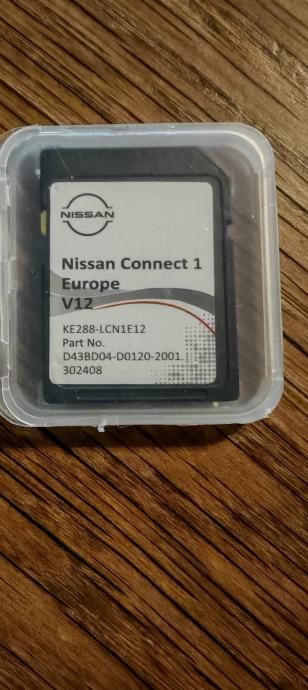 NISSAN
Nissan Connect 1
Europe
V12
KE288-LCN1E12
Part No.
D43BD04-D0120-2001
302408